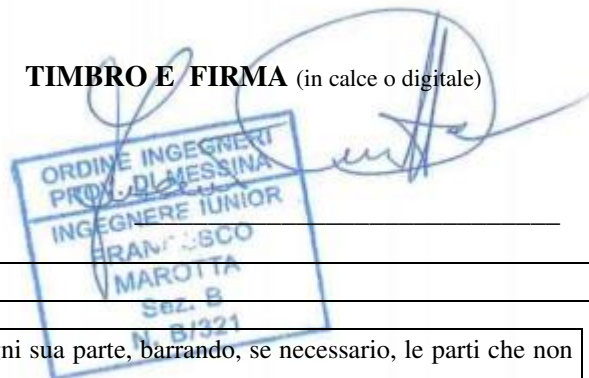 TIMBRO E FIRMA (in calce o digitale)
ORDINE INGEGNERI
PROV. DI MESSINA
INGEGNERE IUNIOR
FRANCESCO
MAROTTA
Sez. B
N. B/321
ni sua parte, barrando, se necessario, le parti che non